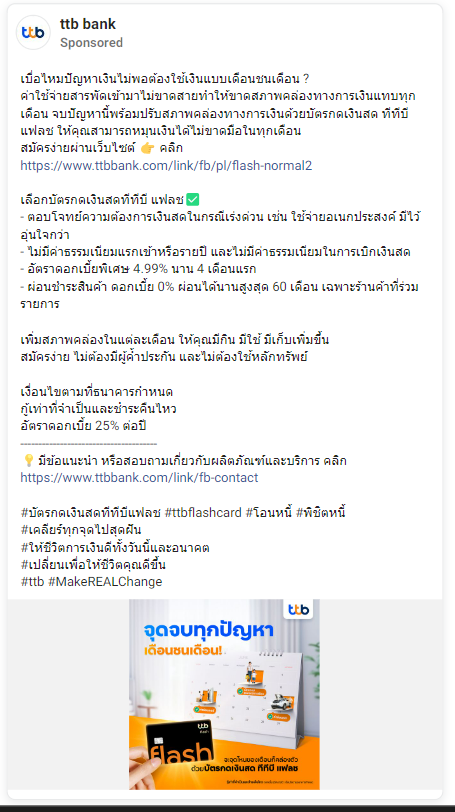 ttb bank
Sponsored
เบื่อไหมปัญหาเงินไม่พอต้องใช้เงินแบบเดือนชนเดือน ?
ค่าใช้จ่ายสารพัดเข้ามาไม่ขาดสายทำให้ขาดสภาพคล่องทางการเงินแทบทุก
เดือน จบปัญหานี้พร้อมปรับสภาพคล่องทางการเงินด้วยบัตรกดเงินสด ทีทีบี
แฟลช ให้คุณสามารถหมุนเงินได้ไม่ขาดมือในทุกเดือน
สมัครง่ายผ่านเว็บไซต์ 👉 คลิก
https://www.ttbbank.com/link/fb/pl/flash-normal2
เลือกบัตรกดเงินสดทีทีบี แฟลช✅
- ตอบโจทย์ความต้องการเงินสดในกรณีเร่งด่วน เช่น ใช้จ่ายอเนกประสงค์ มีไว้
อุ่นใจกว่า
- ไม่มีค่าธรรมเนียมแรกเข้าหรือรายปี และไม่มีค่าธรรมเนียมในการเบิกเงินสด
- อัตราดอกเบี้ยพิเศษ 4.99% นาน 4 เดือนแรก
- ผ่อนชำระสินค้า ดอกเบี้ย 0% ผ่อนได้นานสูงสุด 60 เดือน เฉพาะร้านค้าที่ร่วม
รายการ
เพิ่มสภาพคล่องในแต่ละเดือน ให้คุณมีกิน มีใช้ มีเก็บเพิ่มขึ้น
สมัครง่าย ไม่ต้องมีผู้ค้ำประกัน และไม่ต้องใช้หลักทรัพย์
เงื่อนไขตามที่ธนาคารกำหนด
กู้เท่าที่จำเป็นและชำระคืนไหว
อัตราดอกเบี้ย 25% ต่อปี
-------------------------------------
💡 มีข้อแนะนำ หรือสอบถามเกี่ยวกับผลิตภัณฑ์และบริการ คลิก
https://www.ttbbank.com/link/fb-contact
#บัตรกดเงินสดทีทีบีแฟลช #ttbflashcard #โอนหนี้ #พิชิตหนี้
#เคลียร์ทุกจุดไปสุดฝัน
#ให้ชีวิตการเงินดีทั้งวันนี้และอนาคต
#เปลี่ยนเพื่อให้ชีวิตคุณดีขึ้น
#ttb #MakeREALChange
ttb
จุดจบทุกปัญหา
เดือนชนเดือน!
ttb
flash
จะจุดไหนของเดือนก็คล่องตัว
ด้วยบัตรกดเงินสด ทีทีบี แฟลช